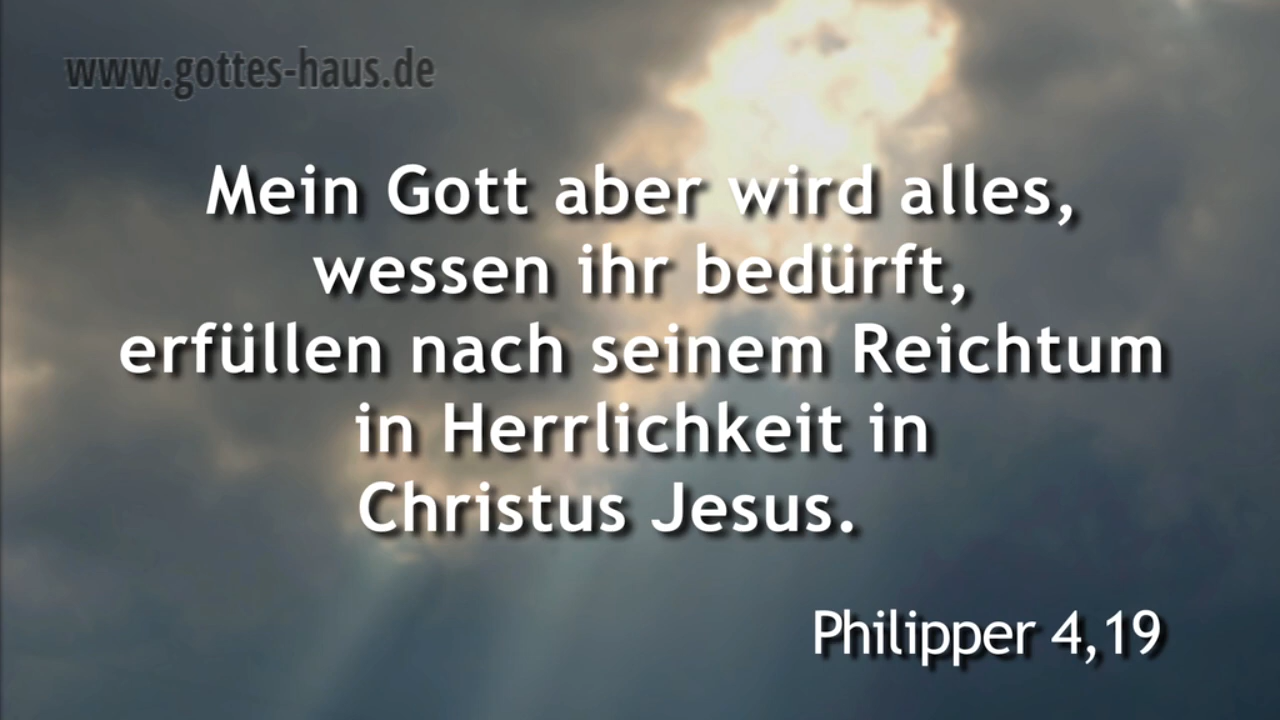 www.gottes-haus.de
Mein Gott aber wird alles,
wessen ihr bedürft,
erfüllen nach seinem Reichtum
in Herrlichkeit in
Christus Jesus.
Philipper 4,19